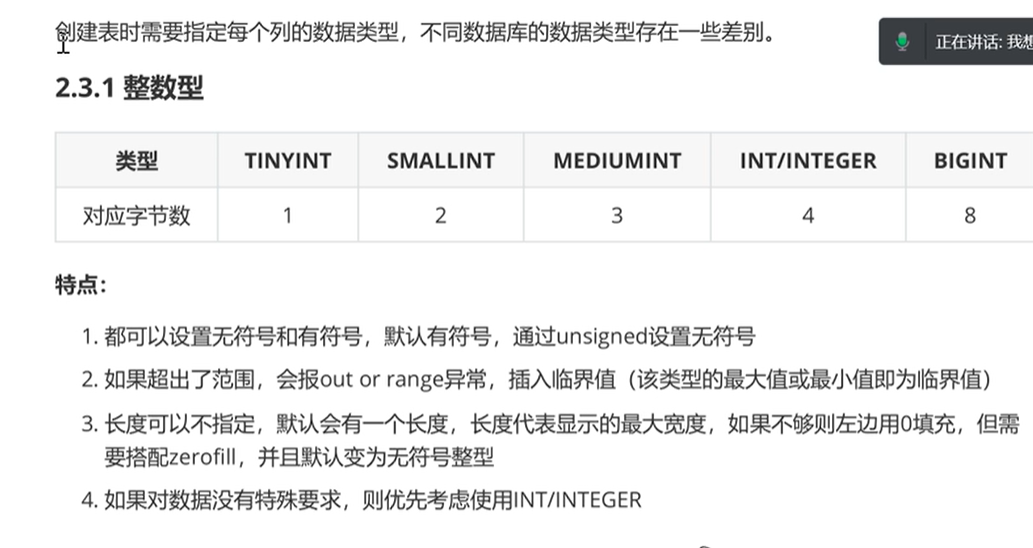 创建表时需要指定每个列的数据类型，不同数据库的数据类型存在一些差别。
正在讲话: 我想
2.3.1 整数型
类型 TINYINT SMALLINT MEDIUMINT INT/INTEGER BIGINT
对应字节数 1 2 3 4 8
特点：
1. 都可以设置无符号和有符号，默认有符号，通过unsigned设置无符号
2. 如果超出了范围，会报out or range异常，插入临界值（该类型的最大值或最小值即为临界值）
3. 长度可以不指定，默认会有一个长度，长度代表显示的最大宽度，如果不够则左边用0填充，但需
要搭配zerofill，并且默认变为无符号整型
4. 如果对数据没有特殊要求，则优先考虑使用INT/INTEGER